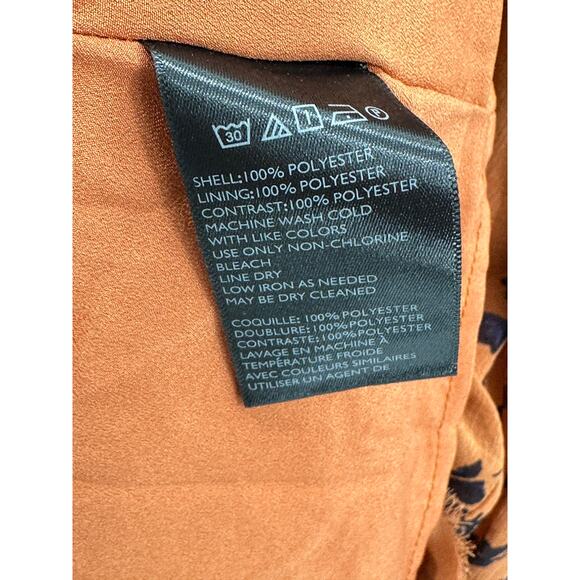 30 P
SHELL:100% POLYESTER
LINING:100% POLYESTER
CONTRAST:100% POLYESTER
MACHINE WASH COLD
WITH LIKE COLORS
USE ONLY NON-CHLORINE
BLEACH
LINE DRY
LOW IRON AS NEEDED
MAY BE DRY CLEANED
COQUILLE: 100% POLYESTER
DOUBLURE: 100% POLYESTER
CONTRASTE:100%POLYESTER
LAVAGE EN MACHINE À
TEMPÉRATURE FROIDE
AVEC COULEURS SIMILAIRES
UTILISER UN AGENT DE